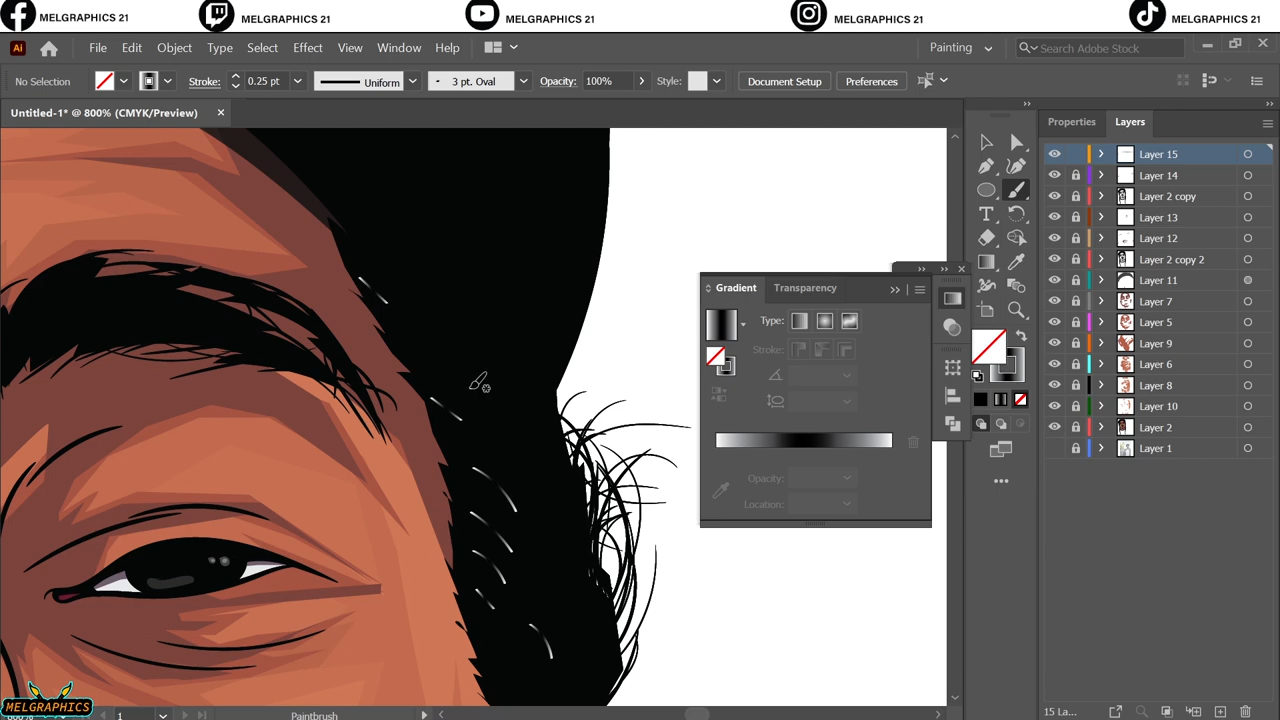 MELGRAPHICS 21 MELGRAPHICS 21 MELGRAPHICS 21 MELGRAPHICS 21 MELGRAPHICS 21
Ai File Edit Object Type Select Effect View Window Help Painting Search Adobe Stock
No Selection Stroke: 0.25 pt Uniform 3 pt. Oval Opacity: 100% Style: Document Setup Preferences
Untitled-1* @ 800% (CMYK/Preview)
Properties Layers
Layer 15
Layer 14
Layer 2 copy
Layer 13
Layer 12
Layer 2 copy 2
Layer 11
Layer 7
Layer 5
Layer 9
Layer 6
Layer 8
Layer 10
Layer 2
Layer 1
Gradient Transparency
Type:
Stroke:
Opacity:
Location:
MELGRAPHICS
1
Paintbrush
15 La...